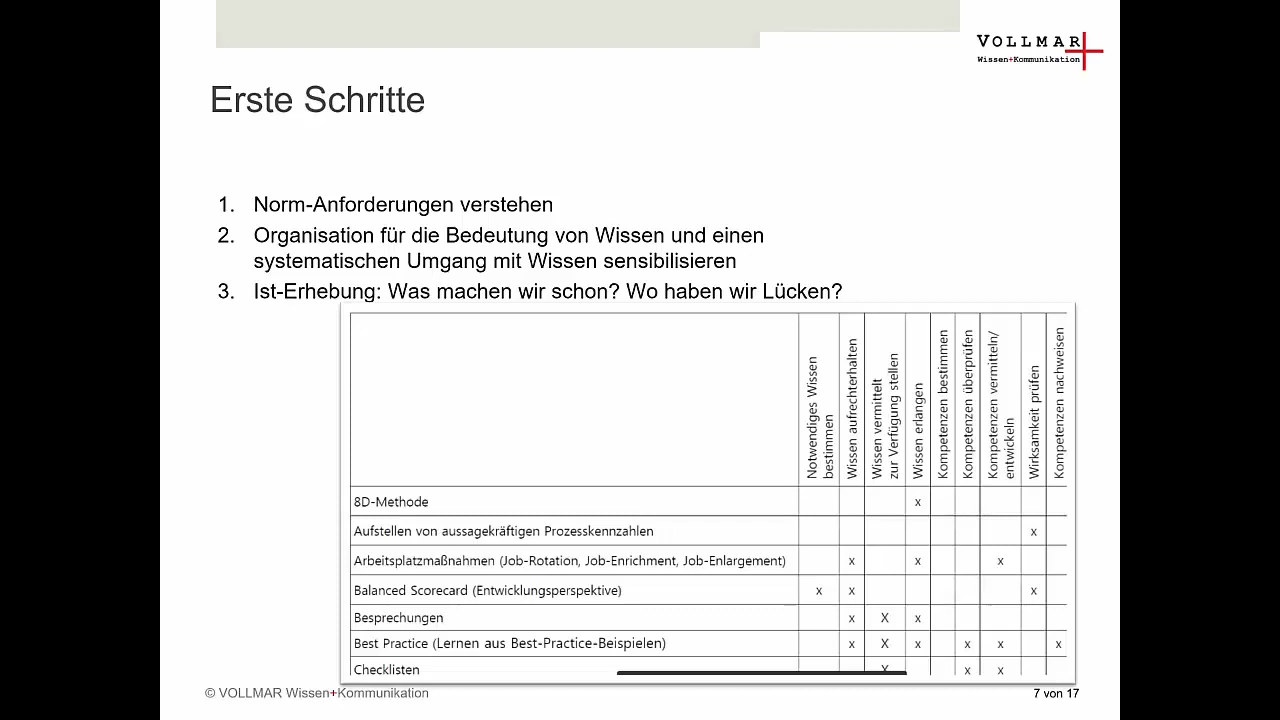 VOLLMAR
Wissen+Kommunikation
Erste Schritte
1. Norm-Anforderungen verstehen
2. Organisation für die Bedeutung von Wissen und einen
systematischen Umgang mit Wissen sensibilisieren
3. Ist-Erhebung: Was machen wir schon? Wo haben wir Lücken?
Notwendiges Wissen
bestimmen
Wissen aufrechterhalten
Wissen vermittelt
zur Verfügung stellen
Wissen erlangen
Kompetenzen bestimmen
Kompetenzen überprüfen
Kompetenzen vermitteln/
entwickeln
Wirksamkeit prüfen
Kompetenzen nachweisen
8D-Methode x
Aufstellen von aussagekräftigen Prozesskennzahlen x
Arbeitsplatzmaßnahmen (Job-Rotation, Job-Enrichment, Job-Enlargement) x x x
Balanced Scorecard (Entwicklungsperspektive) x x x
Besprechungen x X x
Best Practice (Lernen aus Best-Practice-Beispielen) x X x x x x
Checklisten X x x
© VOLLMAR Wissen+Kommunikation
7 von 17